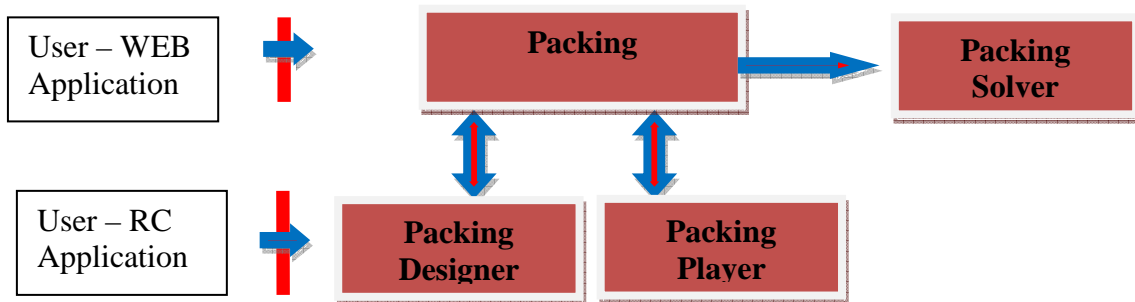 User – WEB
Application
Packing
Packing
Solver
User – RC
Application
Packing
Designer
Packing
Player